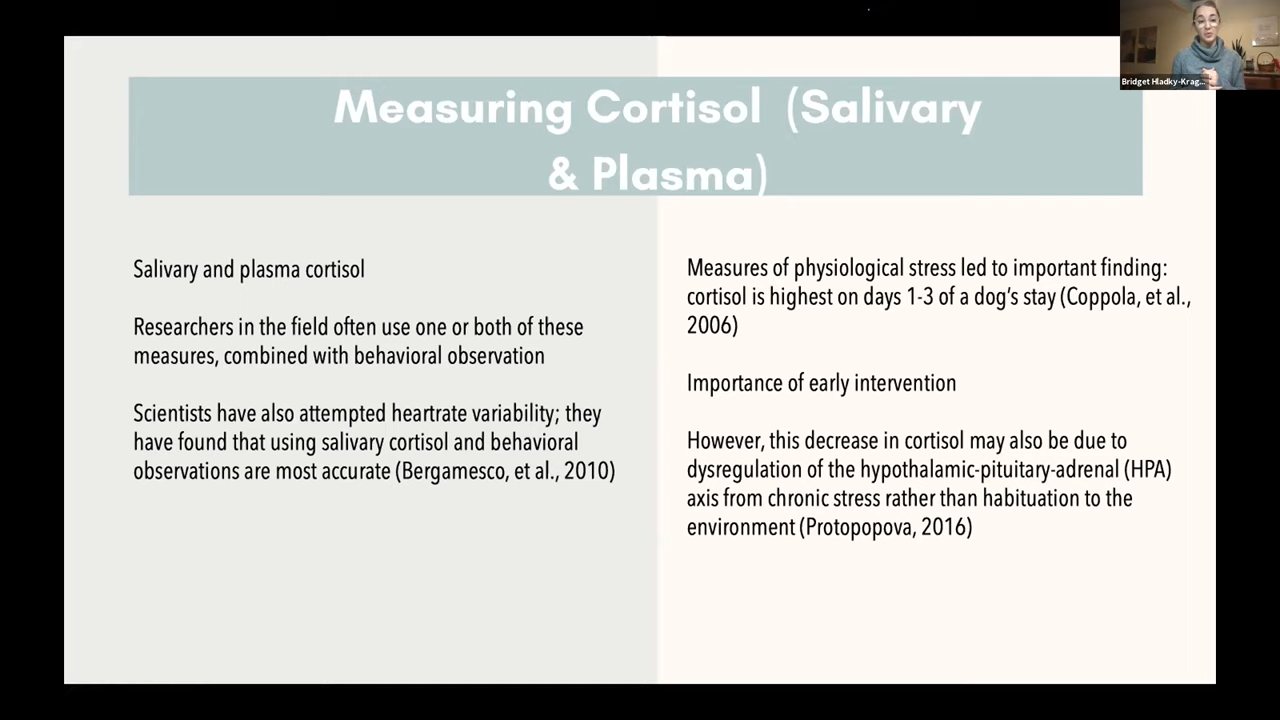 Bridget Hladky-Krag...
Measuring Cortisol (Salivary
& Plasma)
Salivary and plasma cortisol
Researchers in the field often use one or both of these
measures, combined with behavioral observation
Scientists have also attempted heartrate variability; they
have found that using salivary cortisol and behavioral
observations are most accurate (Bergamesco, et al., 2010)
Measures of physiological stress led to important finding:
cortisol is highest on days 1-3 of a dog’s stay (Coppola, et al.,
2006)
Importance of early intervention
However, this decrease in cortisol may also be due to
dysregulation of the hypothalamic-pituitary-adrenal (HPA)
axis from chronic stress rather than habituation to the
environment (Protopopova, 2016)